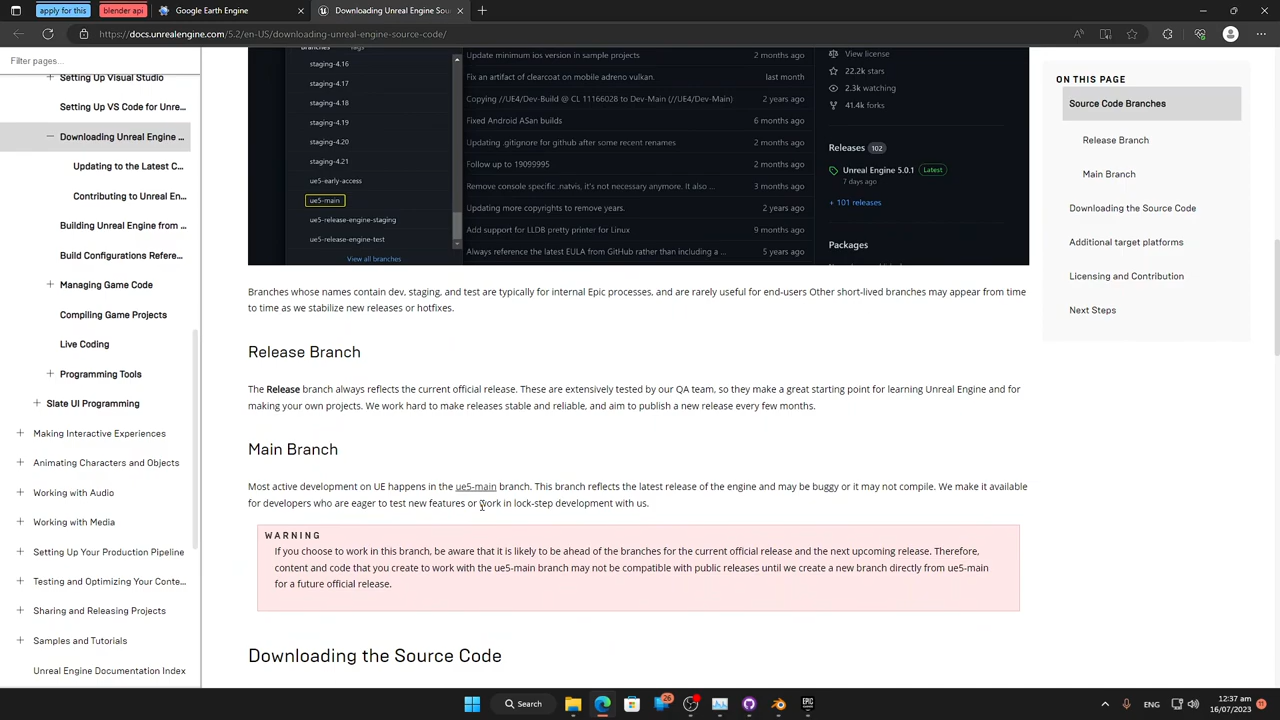 apply for this
blender api
Google Earth Engine
Downloading Unreal Engine Sou
https://docs.unrealengine.com/5.2/en-US/downloading-unreal-engine-source-code/
Filter pages...
Setting Up Visual Studio
Setting Up VS Code for Unre...
Downloading Unreal Engine ...
Updating to the Latest C...
Contributing to Unreal En...
Building Unreal Engine from ...
Build Configurations Refere...
Managing Game Code
Compiling Game Projects
Live Coding
Programming Tools
Slate UI Programming
Making Interactive Experiences
Animating Characters and Objects
Working with Audio
Working with Media
Setting Up Your Production Pipeline
Testing and Optimizing Your Conte...
Sharing and Releasing Projects
Samples and Tutorials
Unreal Engine Documentation Index
Branches
Tags
staging-4.16
staging-4.17
staging-4.18
staging-4.19
staging-4.20
staging-4.21
ue5-early-access
ue5-main
ue5-release-engine-staging
ue5-release-engine-test
View all branches
Update minimum ios version in sample projects 2 months ago
Fix an artifact of clearcoat on mobile adreno vulkan. last month
Copying //UE4/Dev-Build @ CL 11166028 to Dev-Main (//UE4/Dev-Main) 2 years ago
Fixed Android ASan builds 6 months ago
Updating .gitignore for github after some recent renames 2 months ago
Follow up to 19099995 2 months ago
Remove console specific .natvis, it's not necessary anymore. It also ... 3 months ago
Updating more copyrights to remove years. 2 years ago
Add support for LLDB pretty printer for Linux 9 months ago
Always reference the latest EULA from GitHub rather than including a ... 5 years ago
View license
22.2k stars
2.3k watching
41.4k forks
Releases 102
Unreal Engine 5.0.1 Latest
7 days ago
+ 101 releases
Packages
Branches whose names contain dev, staging, and test are typically for internal Epic processes, and are rarely useful for end-users Other short-lived branches may appear from time
to time as we stabilize new releases or hotfixes.
Release Branch
The Release branch always reflects the current official release. These are extensively tested by our QA team, so they make a great starting point for learning Unreal Engine and for
making your own projects. We work hard to make releases stable and reliable, and aim to publish a new release every few months.
Main Branch
Most active development on UE happens in the ue5-main branch. This branch reflects the latest release of the engine and may be buggy or it may not compile. We make it available
for developers who are eager to test new features or work in lock-step development with us.
WARNING
If you choose to work in this branch, be aware that it is likely to be ahead of the branches for the current official release and the next upcoming release. Therefore,
content and code that you create to work with the ue5-main branch may not be compatible with public releases until we create a new branch directly from ue5-main
for a future official release.
Downloading the Source Code
ON THIS PAGE
Source Code Branches
Release Branch
Main Branch
Downloading the Source Code
Additional target platforms
Licensing and Contribution
Next Steps
Search
26
EPIC
ENG
12:37 am
16/07/2023